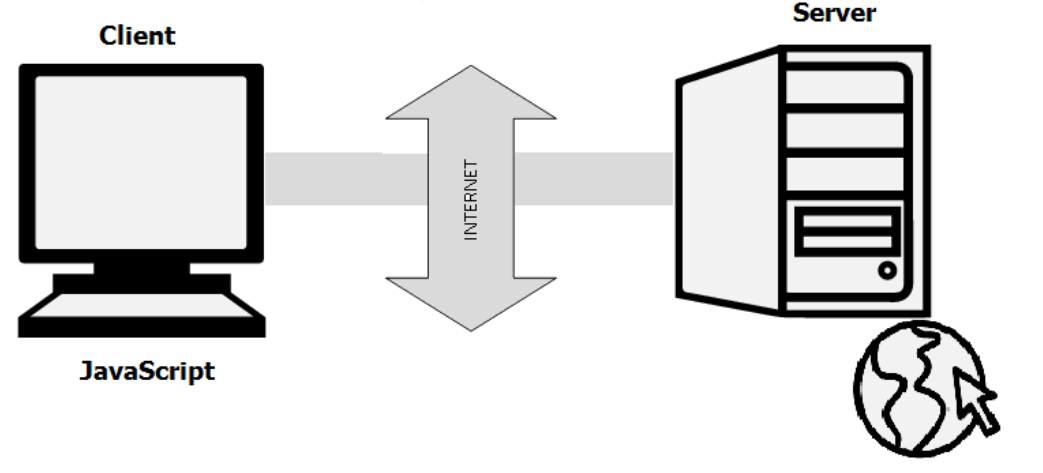 Client
Server
INTERNET
JavaScript